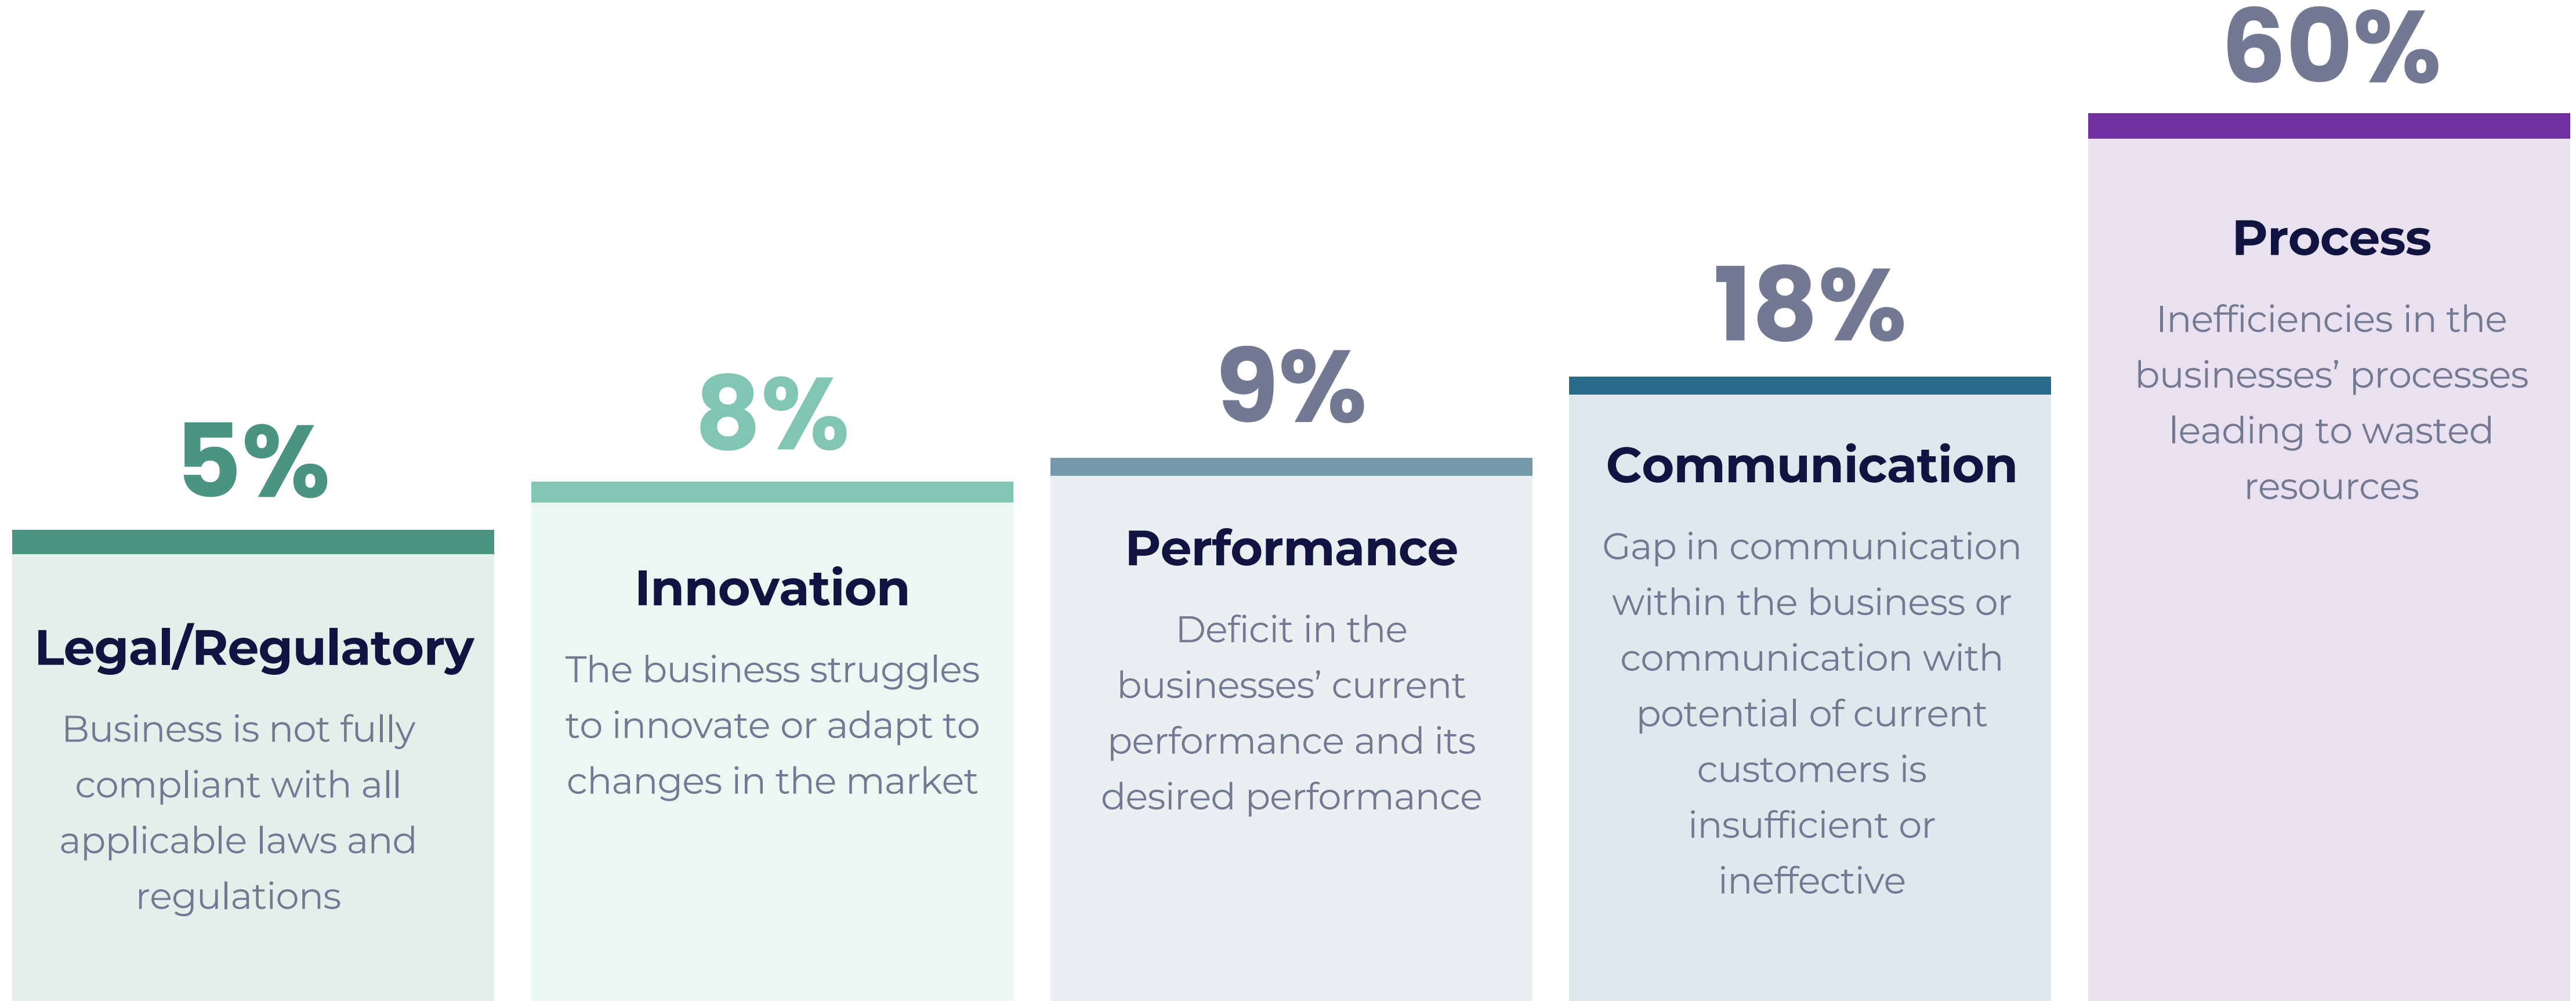 5%
Legal/Regulatory
Business is not fully
compliant with all
applicable laws and
regulations
8%
Innovation
The business struggles
to innovate or adapt to
changes in the market
9%
Performance
Deficit in the
businesses’ current
performance and its
desired performance
18%
Communication
Gap in communication
within the business or
communication with
potential of current
customers is
insufficient or
ineffective
60%
Process
Inefficiencies in the
businesses’ processes
leading to wasted
resources